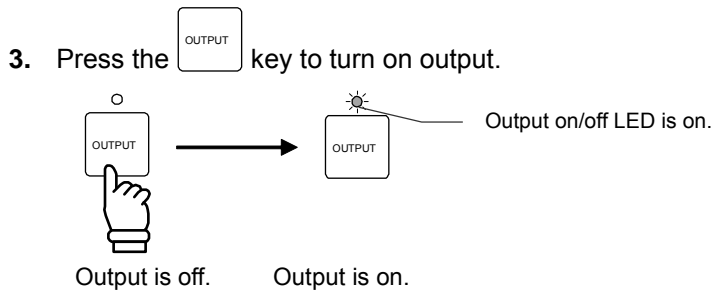 3. Press the OUTPUT key to turn on output.
OUTPUT
OUTPUT
Output on/off LED is on.
Output is off.
Output is on.